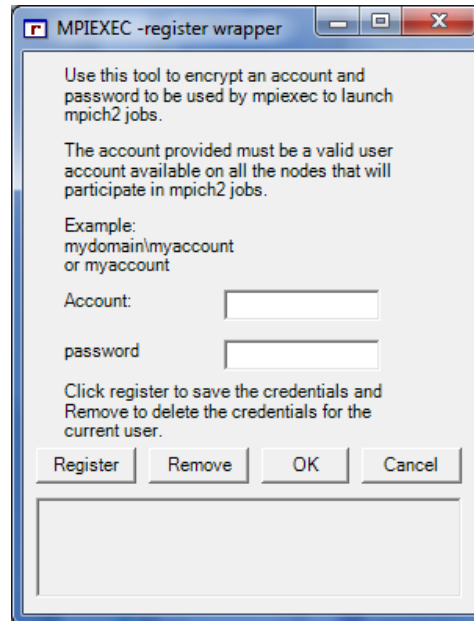 MPIEXEC -register wrapper
Use this tool to encrypt an account and
password to be used by mpiexec to launch
mpich2 jobs.
The account provided must be a valid user
account available on all the nodes that will
participate in mpich2 jobs.
Example:
mydomain\myaccount
or myaccount
Account:
password
Click register to save the credentials and
Remove to delete the credentials for the
current user.
Register Remove OK Cancel